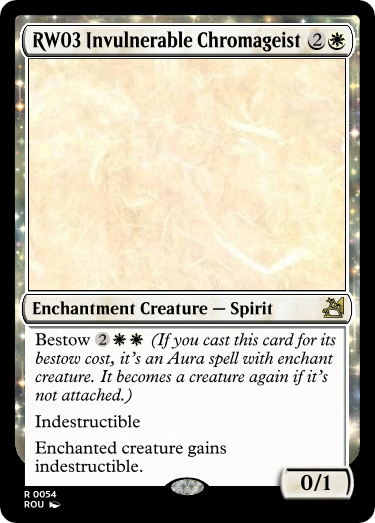 RW03 Invulnerable Chromageist 2
Enchantment Creature — Spirit
Bestow 2 (If you cast this card for its
bestow cost, it's an Aura spell with enchant
creature. It becomes a creature again if it's
not attached.)
Indestructible
Enchanted creature gains
indestructible.
0/1
R 0054
ROU